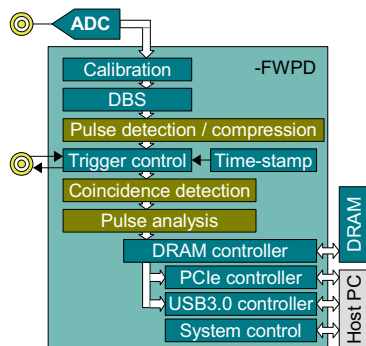 ADC
-FWPD
Calibration
DBS
Pulse detection / compression
Trigger control
Time-stamp
Coincidence detection
Pulse analysis
DRAM controller
DRAM
PCIe controller
USB3.0 controller
System control
Host PC